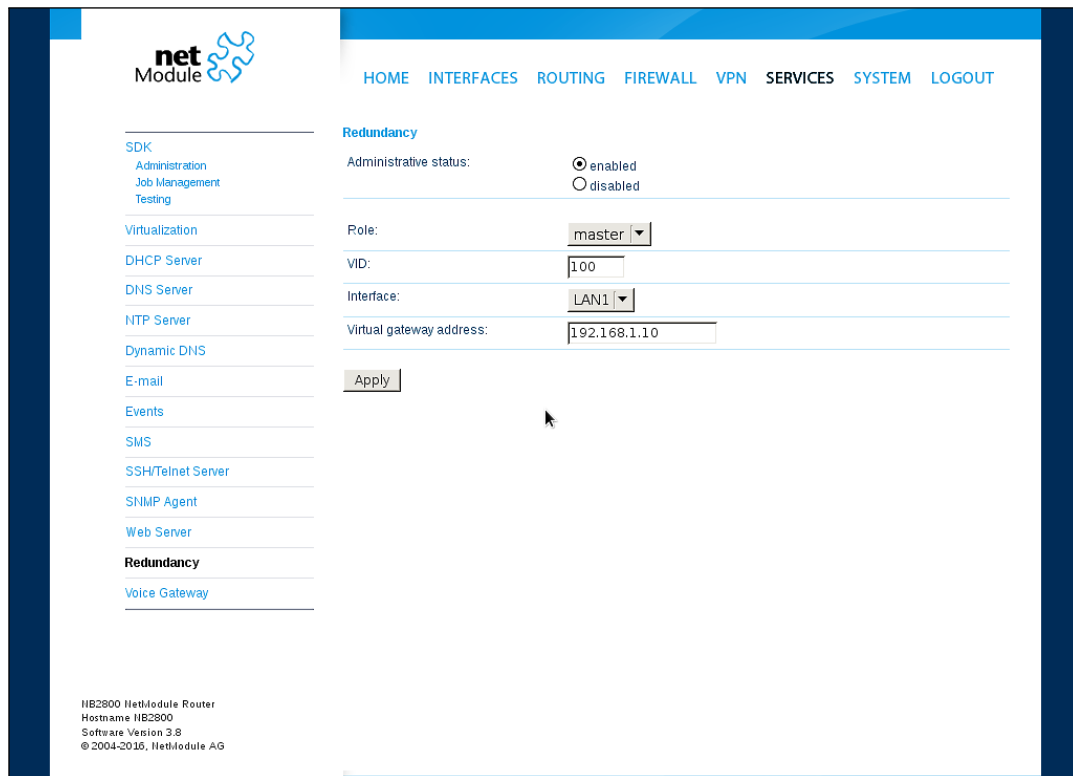 net
Module
HOME INTERFACES ROUTING FIREWALL VPN SERVICES SYSTEM LOGOUT
SDK
Administration
Job Management
Testing
Virtualization
DHCP Server
DNS Server
NTP Server
Dynamic DNS
E-mail
Events
SMS
SSH/Telnet Server
SNMP Agent
Web Server
Redundancy
Voice Gateway
Redundancy
Administrative status:
enabled
disabled
Role: master
VID: 100
Interface: LAN1
Virtual gateway address: 192.168.1.10
Apply
NB2800 NetModule Router
Hostname NB2800
Software Version 3.8
© 2004-2016, NetModule AG